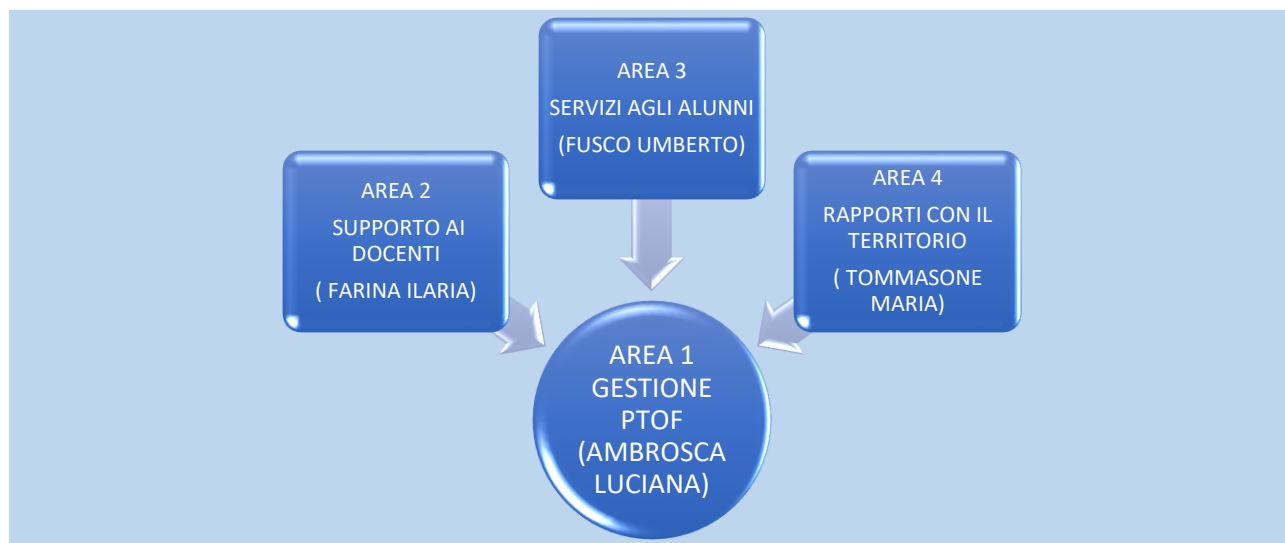 AREA 3
SERVIZI AGLI ALUNNI
(FUSCO UMBERTO)
AREA 2
SUPPORTO AI
DOCENTI
( FARINA ILARIA)
AREA 4
RAPPORTI CON IL
TERRITORIO
( TOMMASONE
MARIA)
AREA 1
GESTIONE
PTOF
(AMBROSCA
LUCIANA)